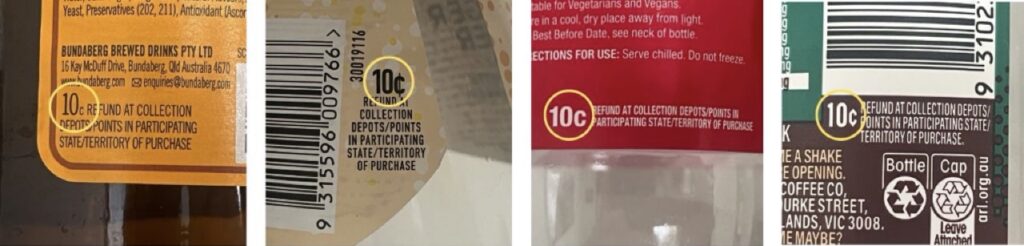 Yeast, Preservatives (202, 211), Antioxidant (Ascor
BUNDABERG BREWED DRINKS PTY LTD
16 Kay McDuff Drive, Bundaberg, Qld Australia 4670
www.bundaberg.com enquiries@bundaberg.com
10c REFUND AT COLLECTION
DEPOTS/POINTS IN PARTICIPATING
STATE/TERRITORY OF PURCHASE
9 315596 009766 >
30019116
10¢
REFUND AT
COLLECTION
DEPOTS/POINTS
IN PARTICIPATING
STATE/TERRITORY
OF PURCHASE
table for Vegetarians and Vegans.
re in a cool, dry place away from light.
Best Before Date, see neck of bottle.
ECTIONS FOR USE: Serve chilled. Do not freeze.
10c REFUND AT COLLECTION DEPOTS/POINTS IN
PARTICIPATING STATE/TERRITORY OF PURCHASE
9 3102
10¢ REFUND AT COLLECTION DEPOTS/
POINTS IN PARTICIPATING STATE/
TERRITORY OF PURCHASE.
K
ME A SHAKE
E OPENING.
COFFEE CO,
URKE STREET,
LANDS, VIC 3008.
ME MAYBE?
Bottle
Cap
Leave
Attached
arl.org.au